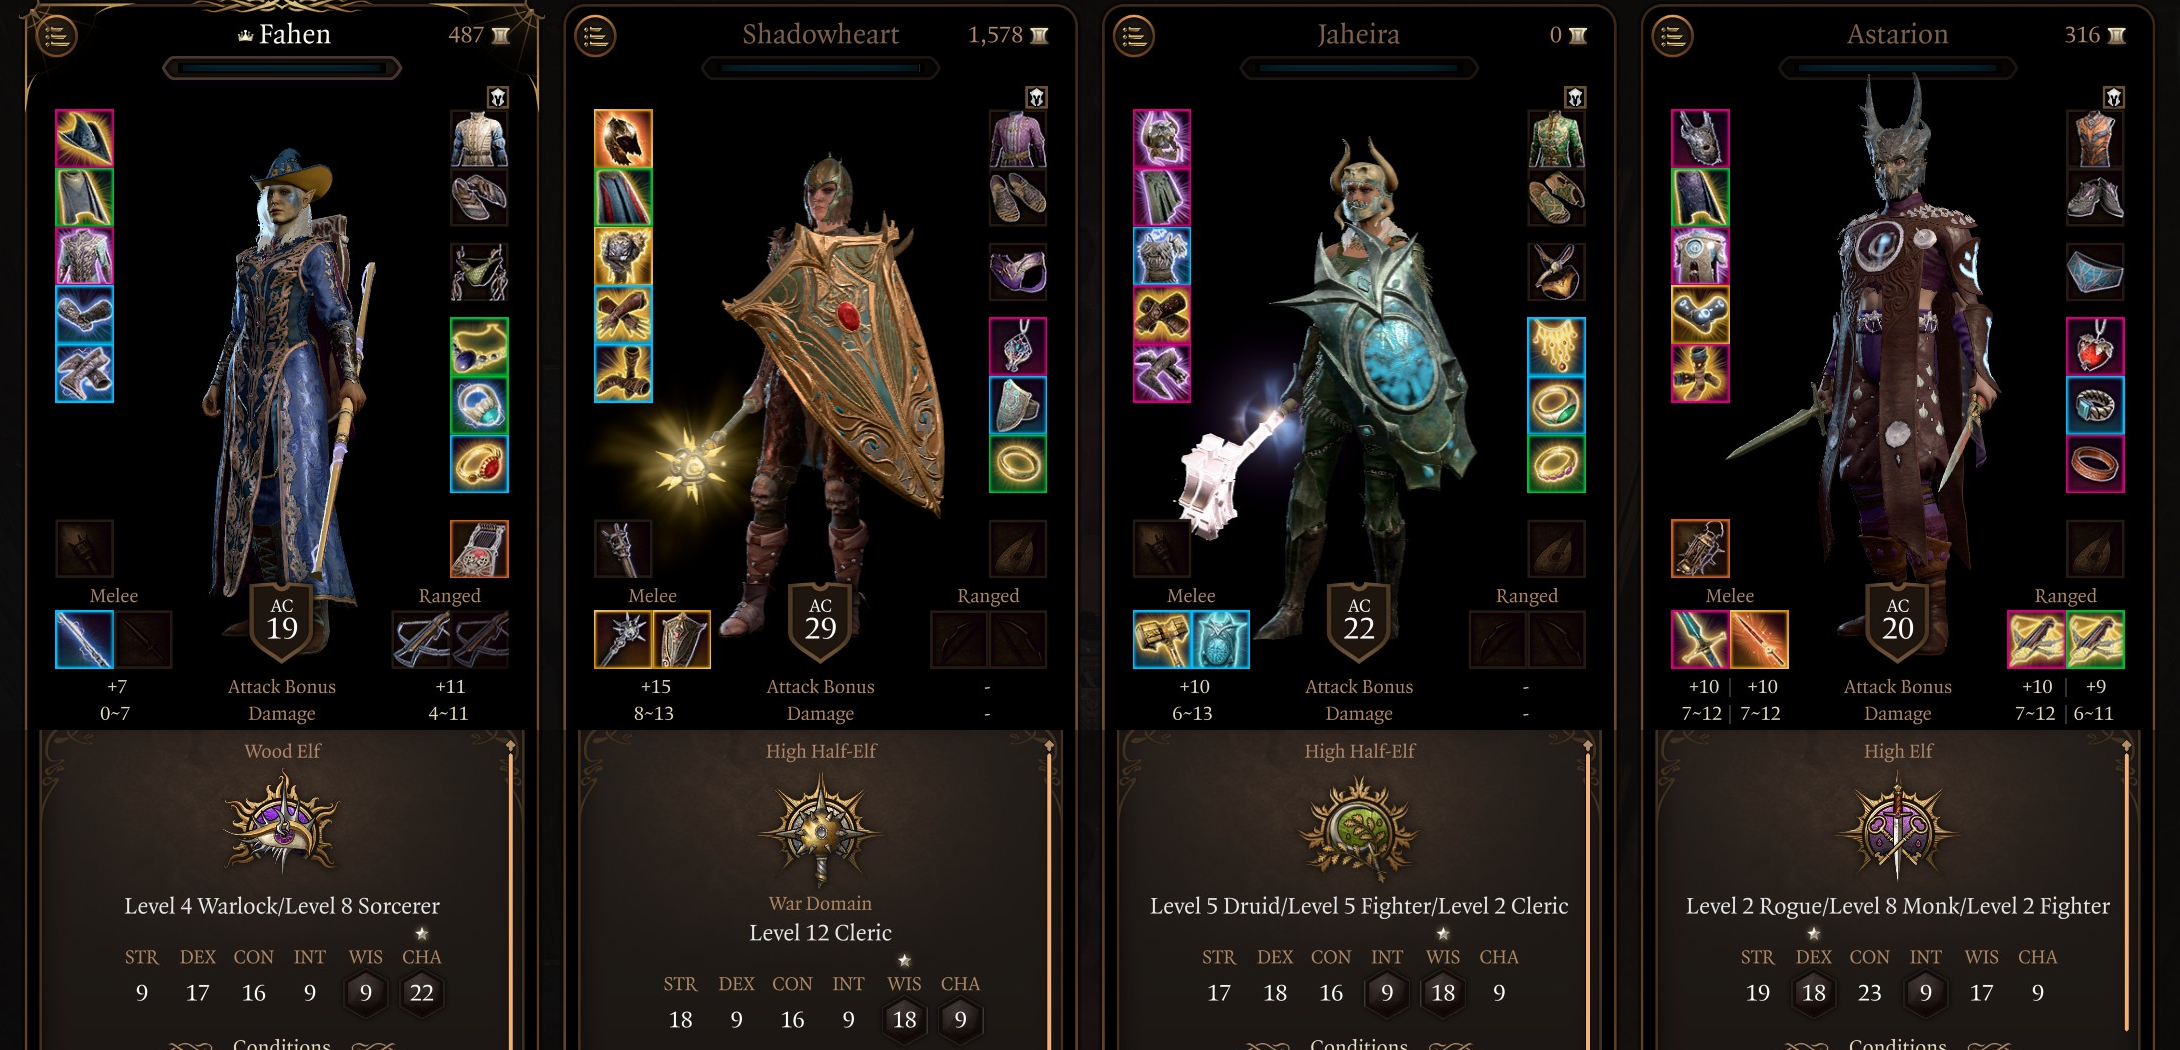 Fahen 487
AC
19
Melee Ranged
+7 Attack Bonus +11
0~7 Damage 4~11
Wood Elf
Level 4 Warlock/Level 8 Sorcerer
STR DEX CON INT WIS CHA
9 17 16 9 9 22
Conditions
Shadowheart 1,578
AC
29
Melee Ranged
+15 Attack Bonus -
8~13 Damage -
High Half-Elf
War Domain
Level 12 Cleric
STR DEX CON INT WIS CHA
18 9 16 9 18 9
Jaheira 0
AC
22
Melee Ranged
+10 Attack Bonus -
6~13 Damage -
High Half-Elf
Level 5 Druid/Level 5 Fighter/Level 2 Cleric
STR DEX CON INT WIS CHA
17 18 16 9 18 9
Conditions
Astarion 316
AC
20
Melee Ranged
+10 | +10 Attack Bonus +10 | +9
7~12 | 7~12 Damage 7~12 | 6~11
High Elf
Level 2 Rogue/Level 8 Monk/Level 2 Fighter
STR DEX CON INT WIS CHA
19 18 23 9 17 9
Conditions